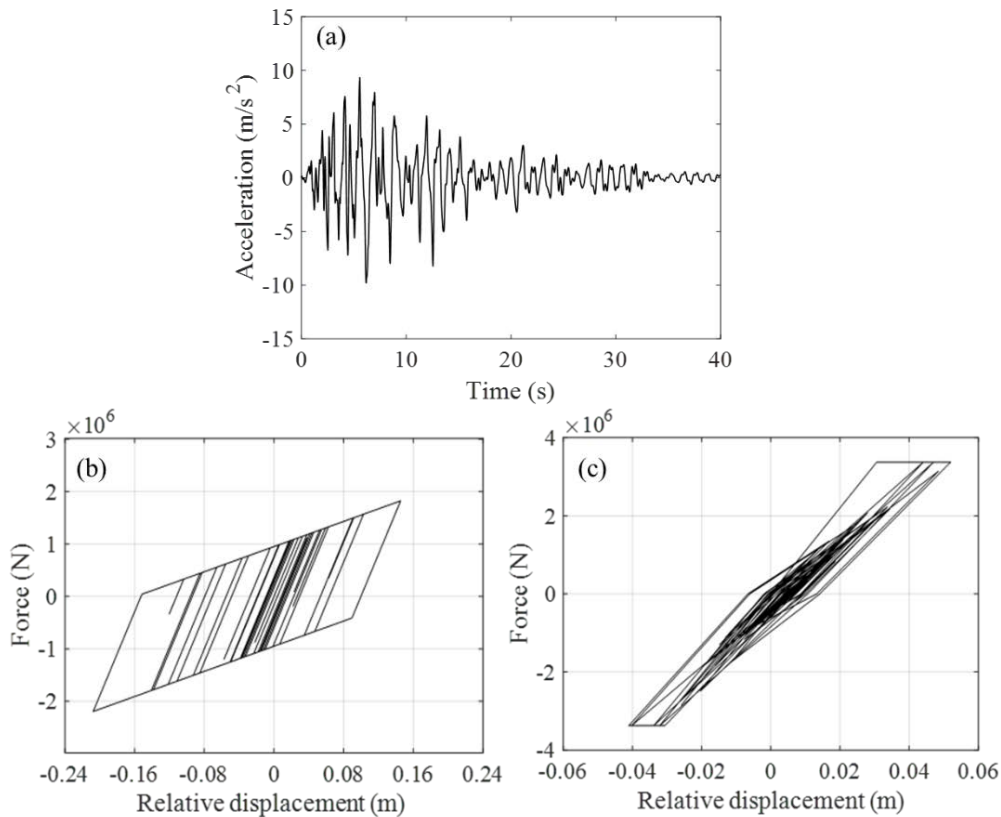 (a)
Acceleration (m/s²)
15
10
5
0
-5
-10
-15
0 10 20 30 40
Time (s)
(b)
×10⁶
Force (N)
3
2
1
0
-1
-2
-0.24 -0.16 -0.08 0 0.08 0.16 0.24
Relative displacement (m)
(c)
×10⁶
Force (N)
4
2
0
-2
-4
-0.06 -0.04 -0.02 0 0.02 0.04 0.06
Relative displacement (m)